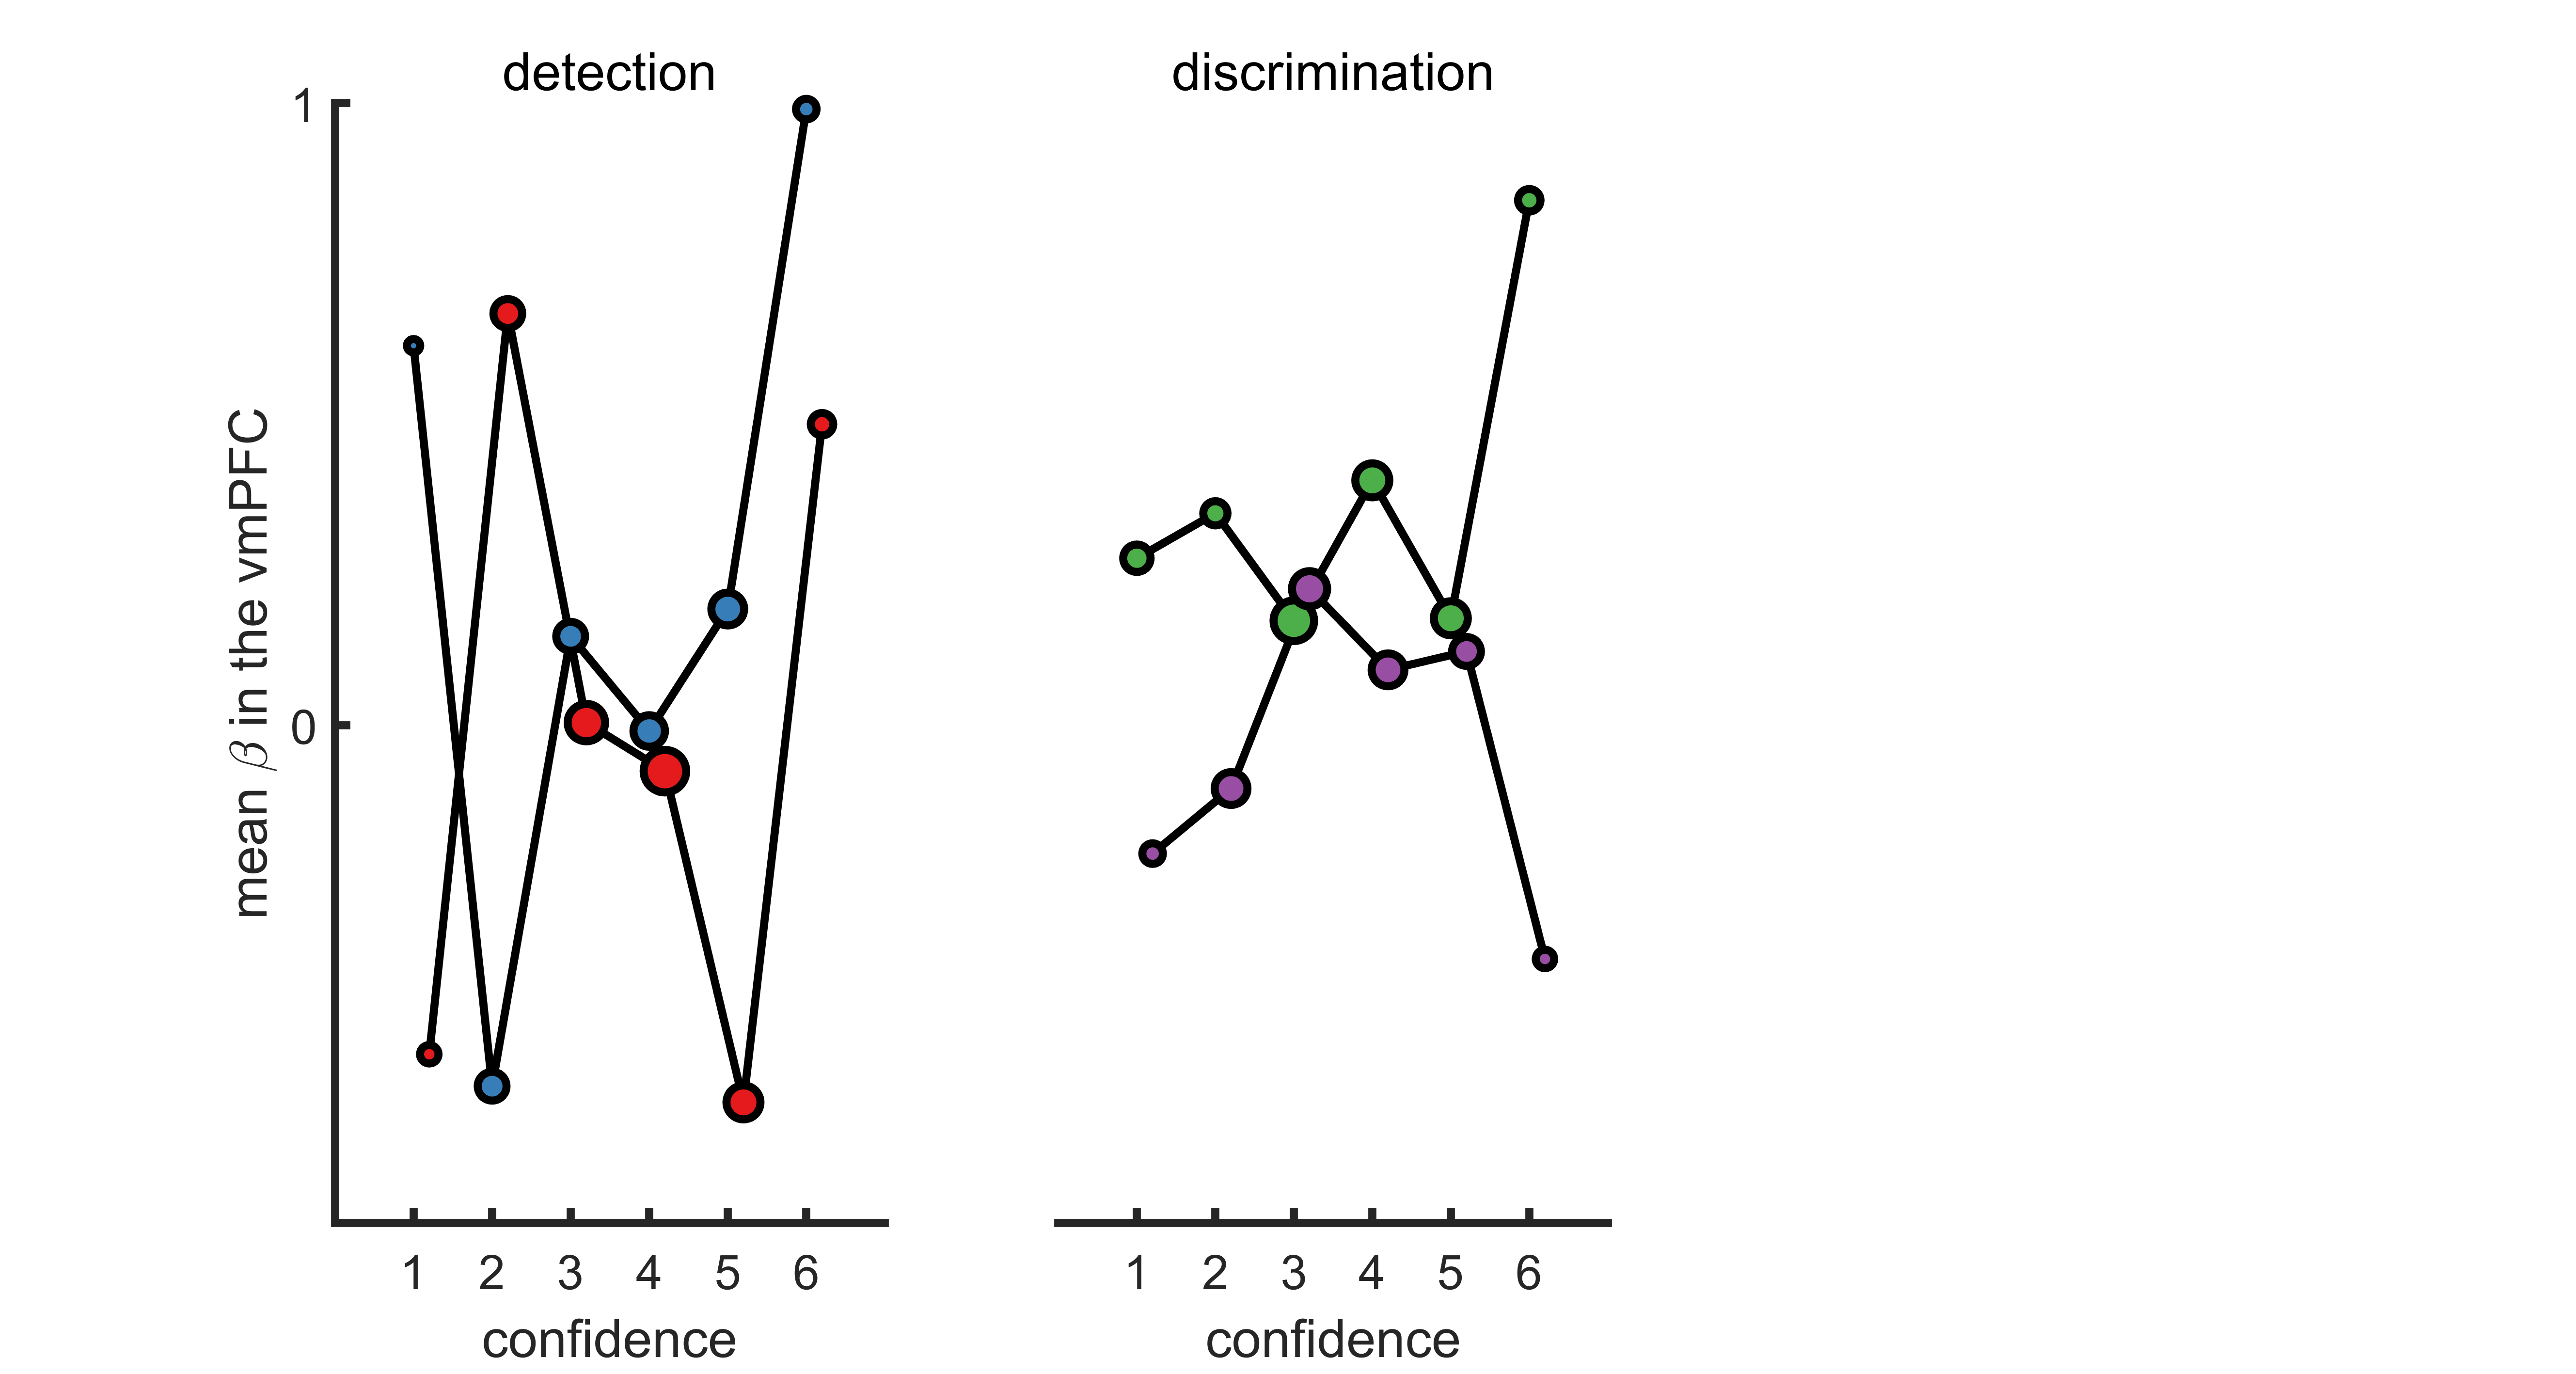 detection
discrimination
1
0
mean β in the vmPFC
1 2 3 4 5 6
1 2 3 4 5 6
confidence
confidence